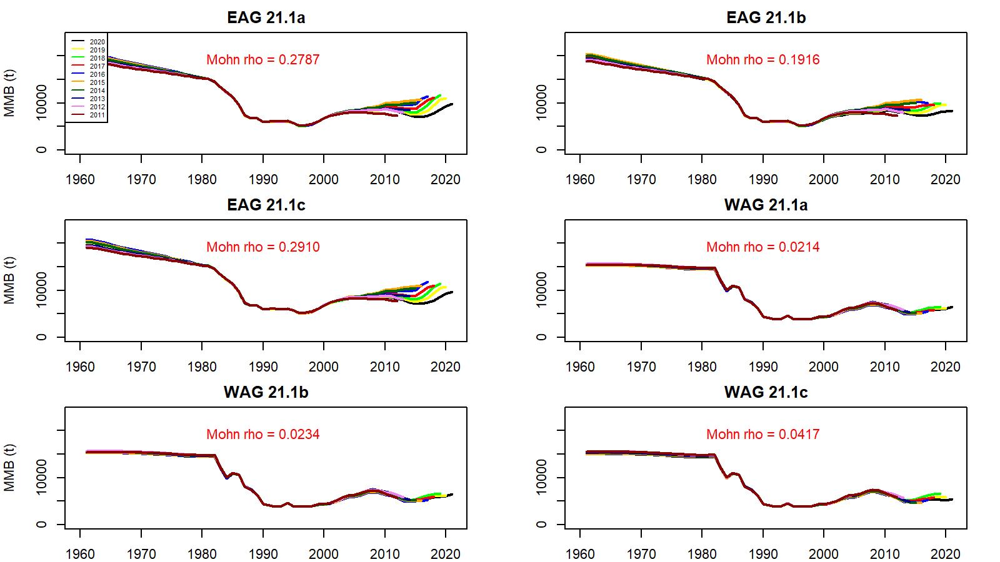 EAG 21.1a
MMB (t)
10000
0
2020
2019
2018
2017
2016
2015
2014
2013
2012
2011
Mohn rho = 0.2787
1960 1970 1980 1990 2000 2010 2020
EAG 21.1b
10000
0
Mohn rho = 0.1916
1960 1970 1980 1990 2000 2010 2020
EAG 21.1c
MMB (t)
10000
0
Mohn rho = 0.2910
1960 1970 1980 1990 2000 2010 2020
WAG 21.1a
10000
0
Mohn rho = 0.0214
1960 1970 1980 1990 2000 2010 2020
WAG 21.1b
MMB (t)
10000
0
Mohn rho = 0.0234
1960 1970 1980 1990 2000 2010 2020
WAG 21.1c
10000
0
Mohn rho = 0.0417
1960 1970 1980 1990 2000 2010 2020